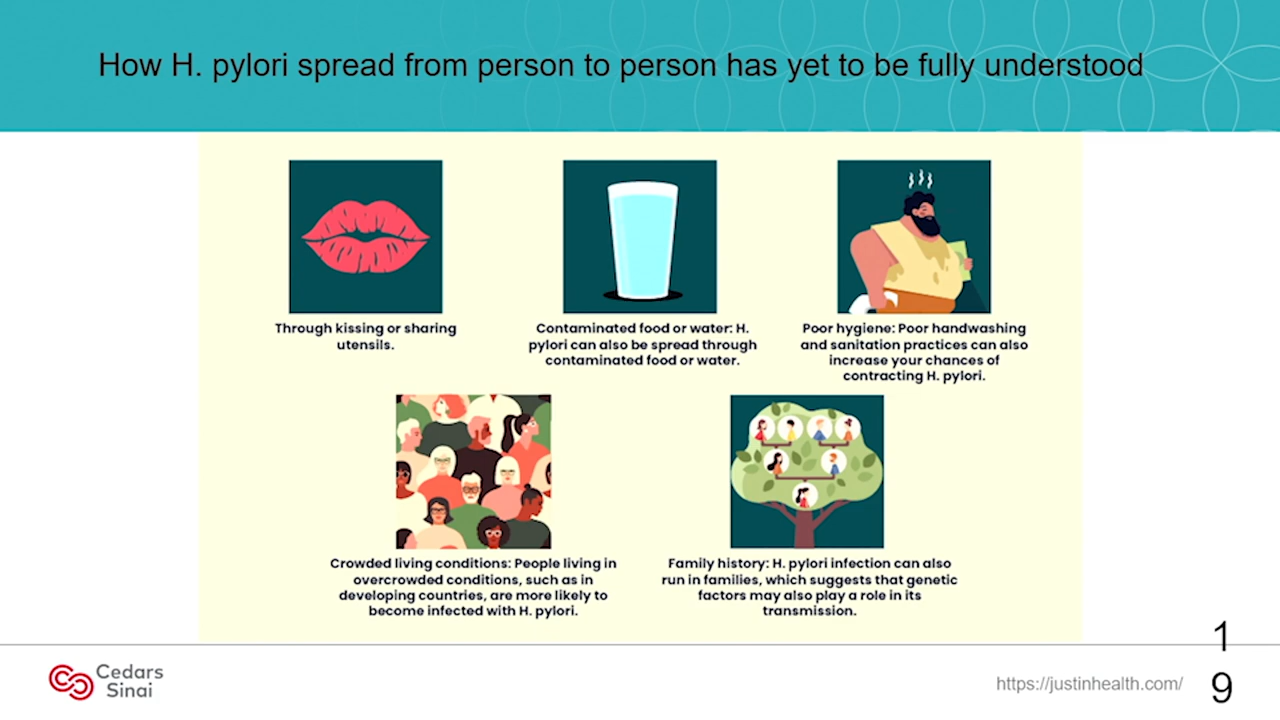 How H. pylori spread from person to person has yet to be fully understood
Through kissing or sharing
utensils.
Contaminated food or water: H.
pylori can also be spread through
contaminated food or water.
Poor hygiene: Poor handwashing
and sanitation practices can also
increase your chances of
contracting H. pylori.
Crowded living conditions: People living in
overcrowded conditions, such as in
developing countries, are more likely to
become infected with H. pylori.
Family history: H. pylori infection can also
run in families, which suggests that genetic
factors may also play a role in its
transmission.
Cedars
Sinai
https://justinhealth.com/
1
9